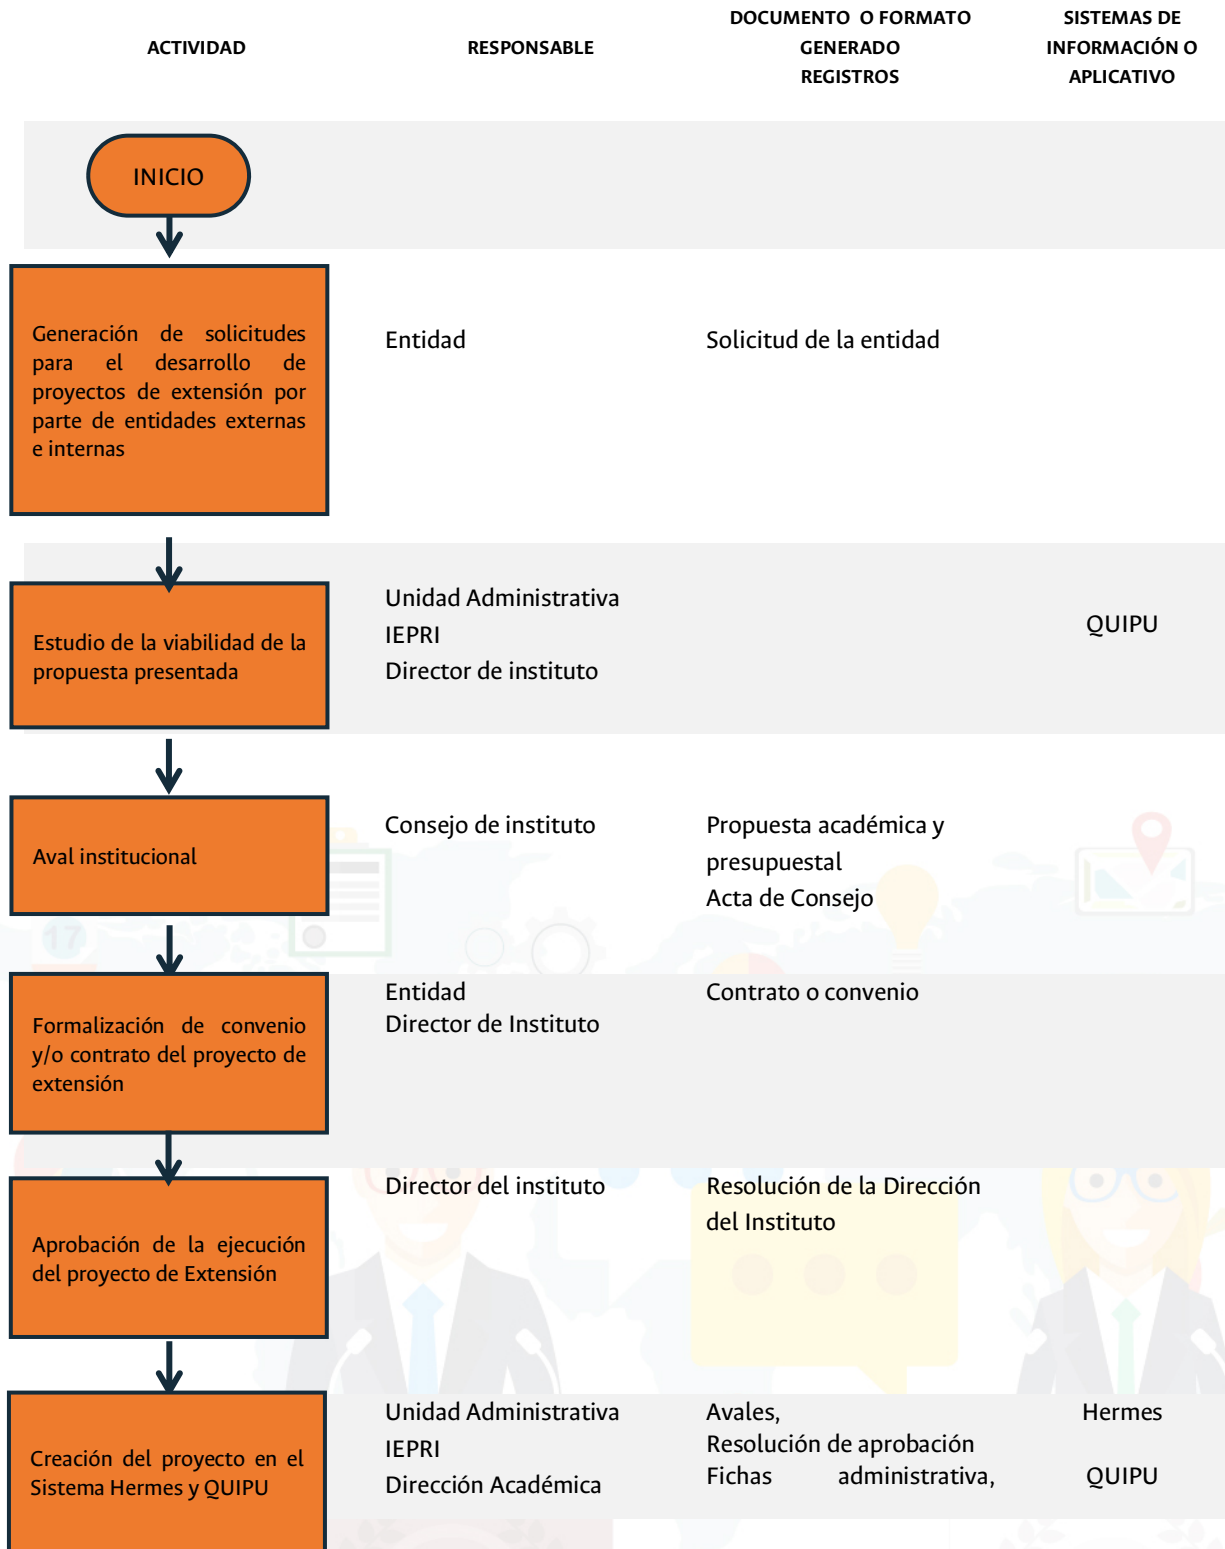 ACTIVIDAD
RESPONSABLE
DOCUMENTO O FORMATO
GENERADO
REGISTROS
SISTEMAS DE
INFORMACIÓN O
APLICATIVO
INICIO
Generación de solicitudes
para el desarrollo de
proyectos de extensión por
parte de entidades externas
e internas
Entidad
Solicitud de la entidad
Estudio de la viabilidad de la
propuesta presentada
Unidad Administrativa
IEPRI
Director de instituto
QUIPU
Aval institucional
Consejo de instituto
Propuesta académica y
presupuestal
Acta de Consejo
17
Formalización de convenio
y/o contrato del proyecto de
extensión
Entidad
Director de Instituto
Contrato o convenio
Aprobación de la ejecución
del proyecto de Extensión
Director del instituto
Resolución de la Dirección
del Instituto
Creación del proyecto en el
Sistema Hermes y QUIPU
Unidad Administrativa
IEPRI
Dirección Académica
Avales,
Resolución de aprobación
Fichas administrativa,
Hermes
QUIPU